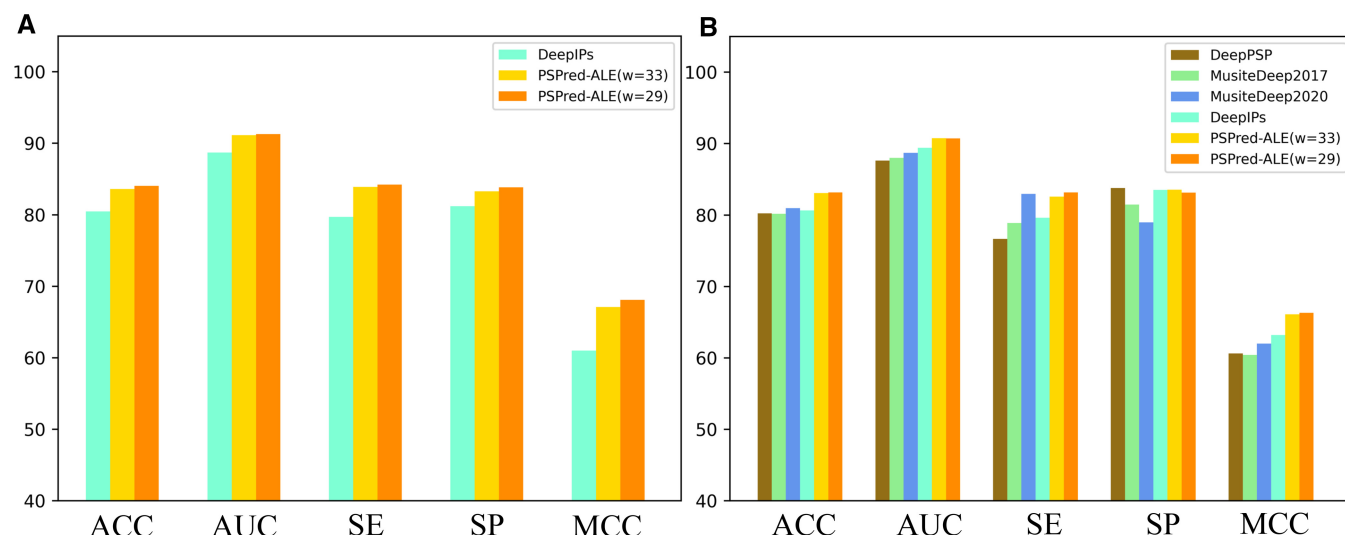 A
100
90
80
70
60
50
40
ACC AUC SE SP MCC
DeepIPs
PSPred-ALE(w=33)
PSPred-ALE(w=29)
B
100
90
80
70
60
50
40
ACC AUC SE SP MCC
DeepPSP
MusiteDeep2017
MusiteDeep2020
DeepIPs
PSPred-ALE(w=33)
PSPred-ALE(w=29)